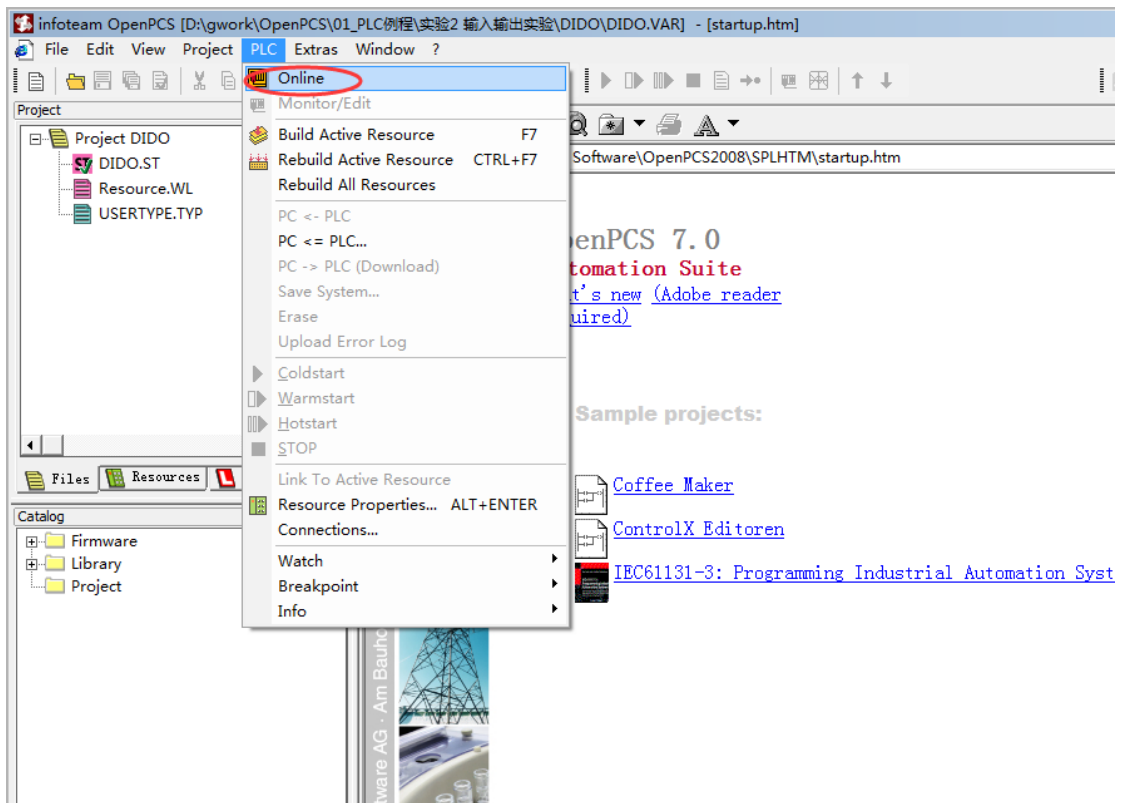 infoteam OpenPCS [D:\gwork\OpenPCS\01_PLC例程\实验2 输入输出实验\DIDO\DIDO.VAR] - [startup.htm]
File Edit View Project PLC Extras Window ?
Online
Monitor/Edit
Build Active Resource F7
Rebuild Active Resource CTRL+F7
Rebuild All Resources
PC <- PLC
PC <= PLC...
PC -> PLC (Download)
Save System...
Erase
Upload Error Log
Coldstart
Warmstart
Hotstart
STOP
Link To Active Resource
Resource Properties... ALT+ENTER
Connections...
Watch
Breakpoint
Info
Project
Project DIDO
DIDO.ST
Resource.WL
USERTYPE.TYP
Files Resources
Catalog
Firmware
Library
Project
Software\OpenPCS2008\SPLHTM\startup.htm
enPCS 7.0
tomation Suite
t's new (Adobe reader
uired)
Sample projects:
Coffee Maker
ControlX Editoren
IEC61131-3: Programming Industrial Automation Syst
tware AG · Am Bauho